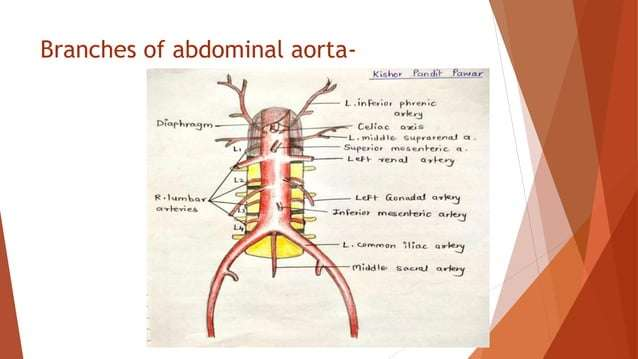 Branches of abdominal aorta-
Kishor Pandit Pawar
L.inferior phrenic
artery
Diaphragm
Celiac axis
L.middle suprarenal a.
L1
Superior mesenteric a.
Left renal artery
L2
R.lumbar
arteries
Left Gonadal artery
L3
Inferior mesenteric artery
L4
L.common iliac artery
Middle sacral artery